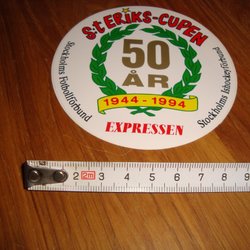 S:t ERIKS-CUPEN
Stockholms Fotbollförbund
50
ÅR
Stockholms Ishockeyförbund
1944-1994
EXPRESSEN
2 2m 3 4 5 6 7 8 9